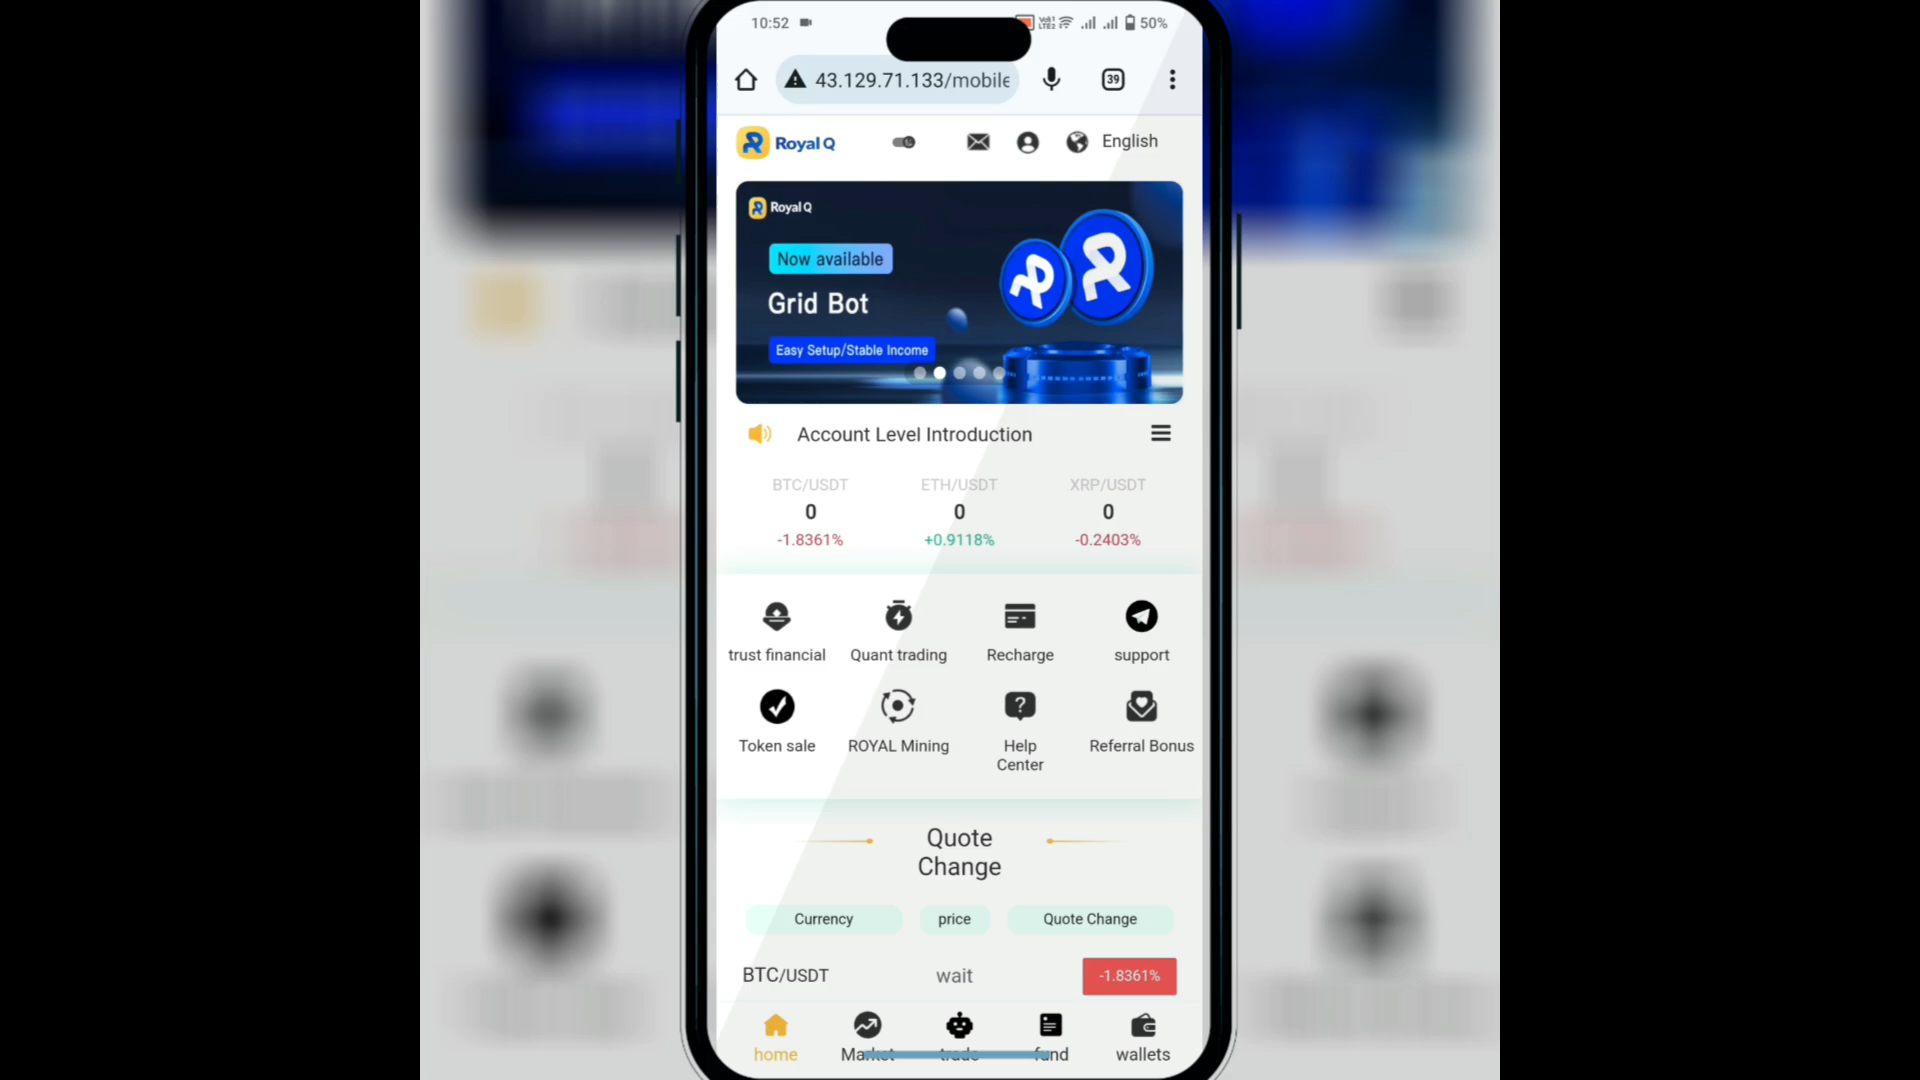 10:52
50%
43.129.71.133/mobile
39
Royal Q
English
Royal Q
Now available
Grid Bot
Easy Setup/Stable Income
Account Level Introduction
BTC/USDT
ETH/USDT
XRP/USDT
0
0
0
-1.8361%
+0.9118%
-0.2403%
trust financial
Quant trading
Recharge
support
Token sale
ROYAL Mining
Help
Center
Referral Bonus
Quote
Change
Currency
price
Quote Change
BTC/USDT
wait
-1.8361%
home
Market
trade
fund
wallets